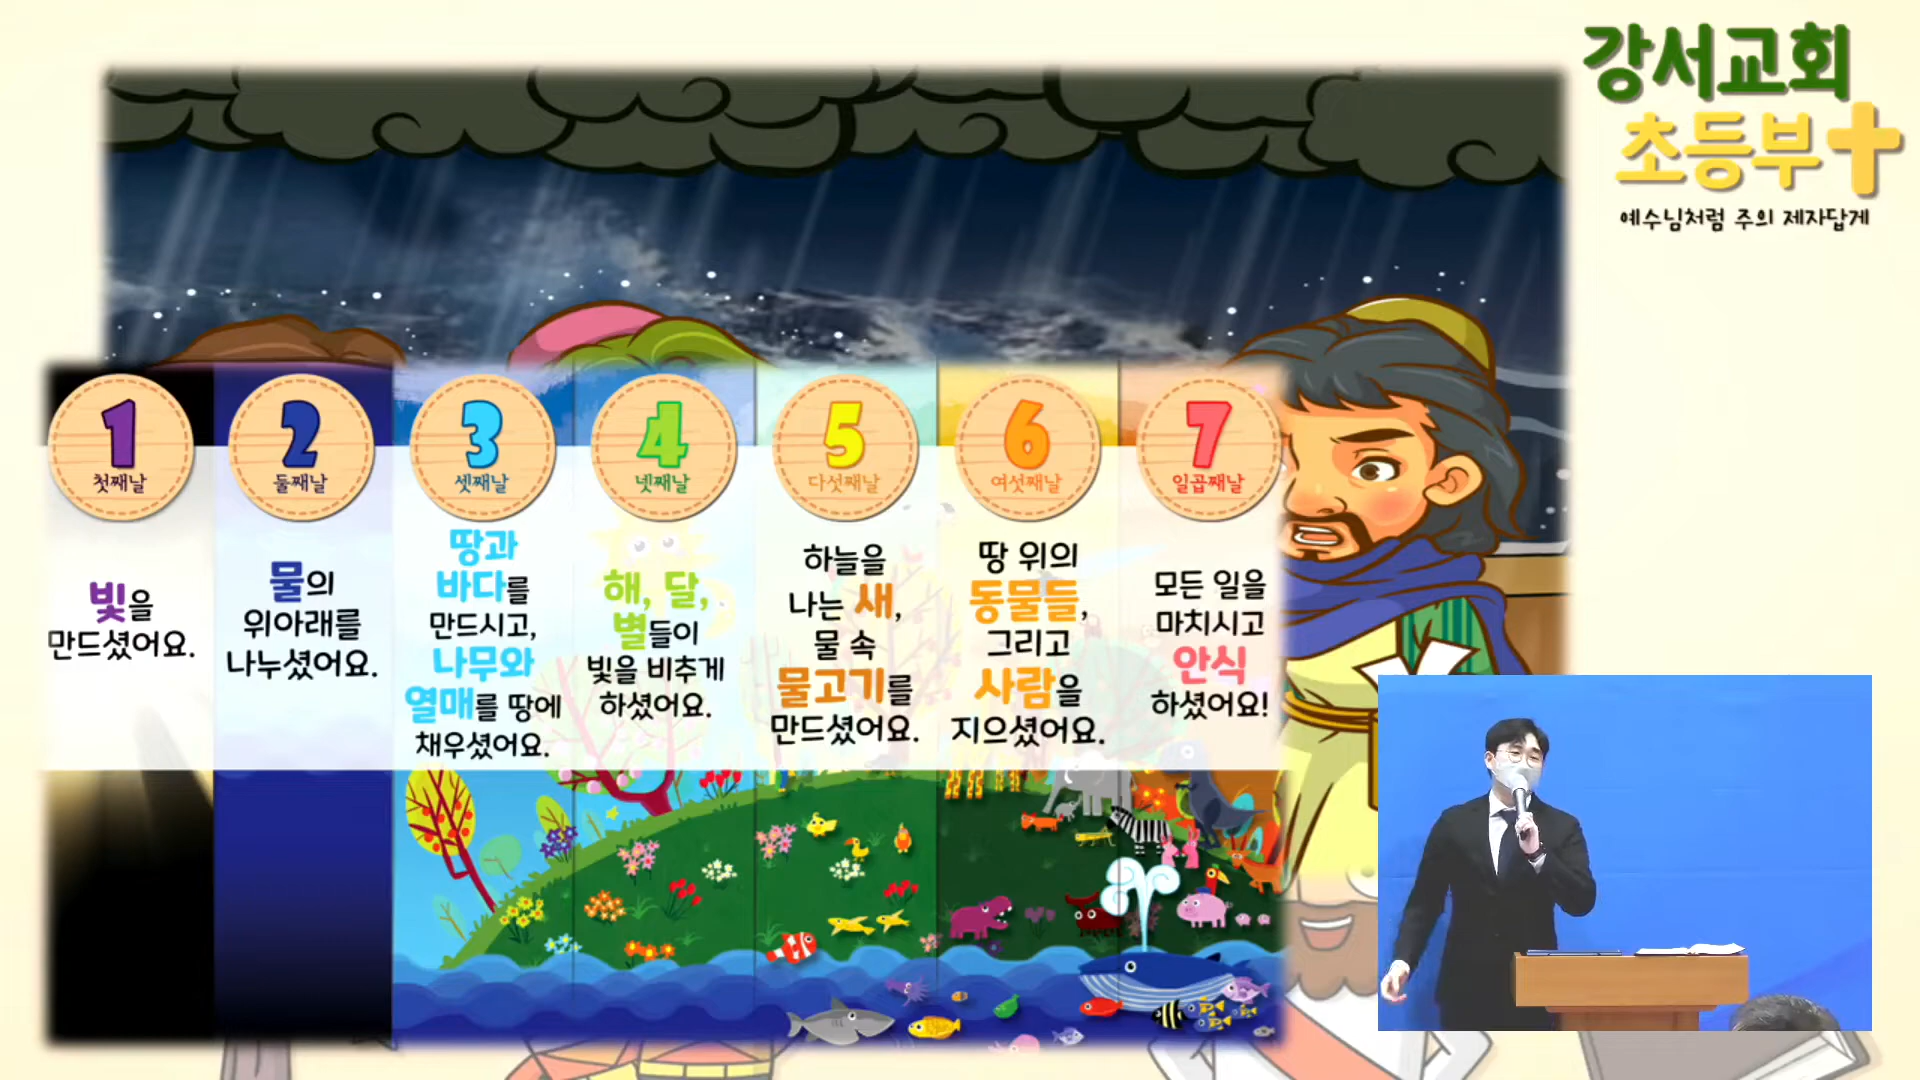 강서교회
초등부
예수님처럼 주의 제자답게
1
첫째날
빛을
만드셨어요.
2
둘째날
물의
위아래를
나누셨어요.
3
셋째날
땅과
바다를
만드시고,
나무와
열매를 땅에
채우셨어요.
4
넷째날
해, 달,
별들이
빛을 비추게
하셨어요.
5
다섯째날
하늘을
나는 새,
물 속
물고기를
만드셨어요.
6
여섯째날
땅 위의
동물들,
그리고
사람을
지으셨어요.
7
일곱째날
모든 일을
마치시고
안식
하셨어요!